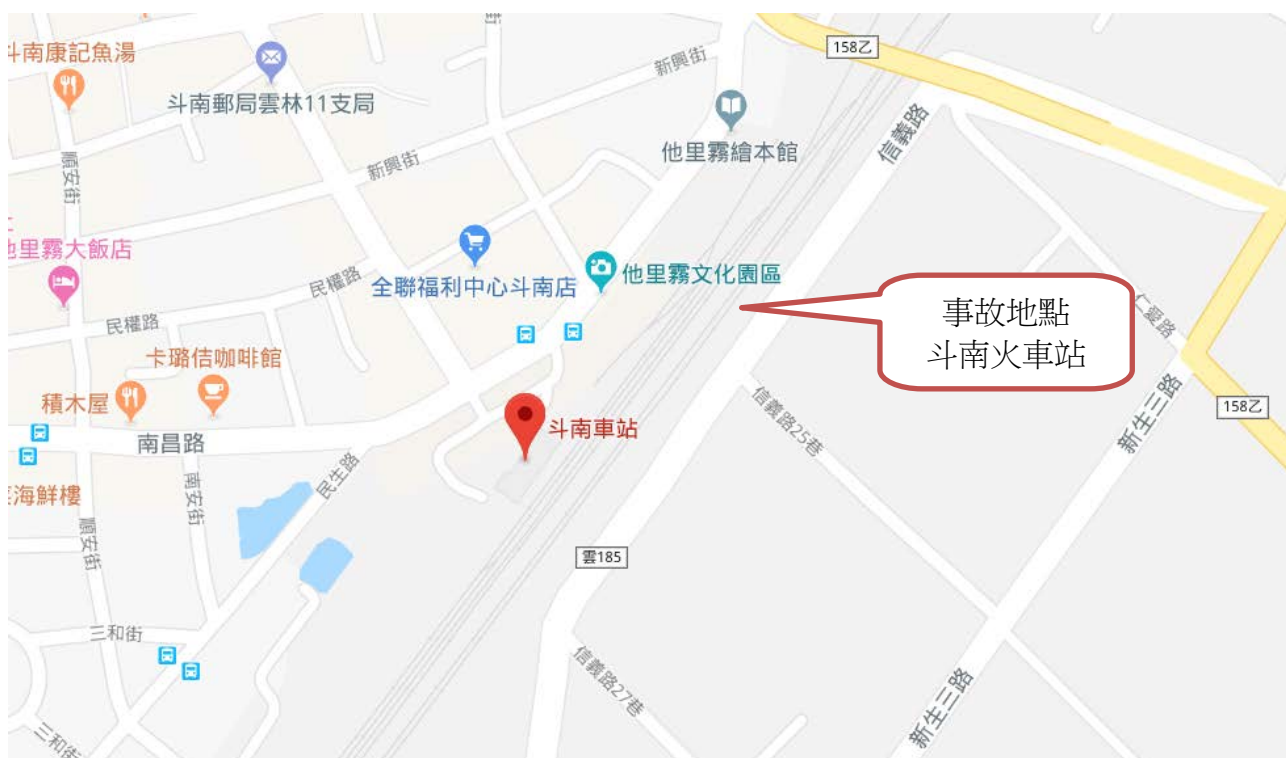 斗南康記魚湯
新興街
158乙
斗南郵局雲林11支局
信義路
他里霧繪本館
順安街
新興街
他里霧大飯店
民權路
全聯福利中心斗南店
他里霧文化園區
事故地點
斗南火車站
仁愛路
民權路
卡璐佶咖啡館
積木屋
信義路25巷
158乙
新生三路
斗南車站
南昌路
民生路
南安街
海鮮樓
順安街
雲185
三和街
信義路27巷
新生三路
三和街